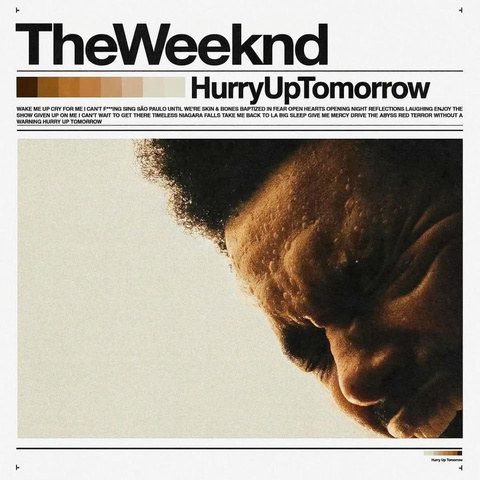 TheWeeknd
HurryUpTomorrow
WAKE ME UP CRY FOR ME I CAN'T F***ING SING SÃO PAULO UNTIL WE'RE SKIN & BONES BAPTIZED IN FEAR OPEN HEARTS OPENING NIGHT REFLECTIONS LAUGHING ENJOY THE
SHOW GIVEN UP ON ME I CAN'T WAIT TO GET THERE TIMELESS NIAGARA FALLS TAKE ME BACK TO LA BIG SLEEP GIVE ME MERCY DRIVE THE ABYSS RED TERROR WITHOUT A
WARNING HURRY UP TOMORROW
Hurry Up Tomorrow